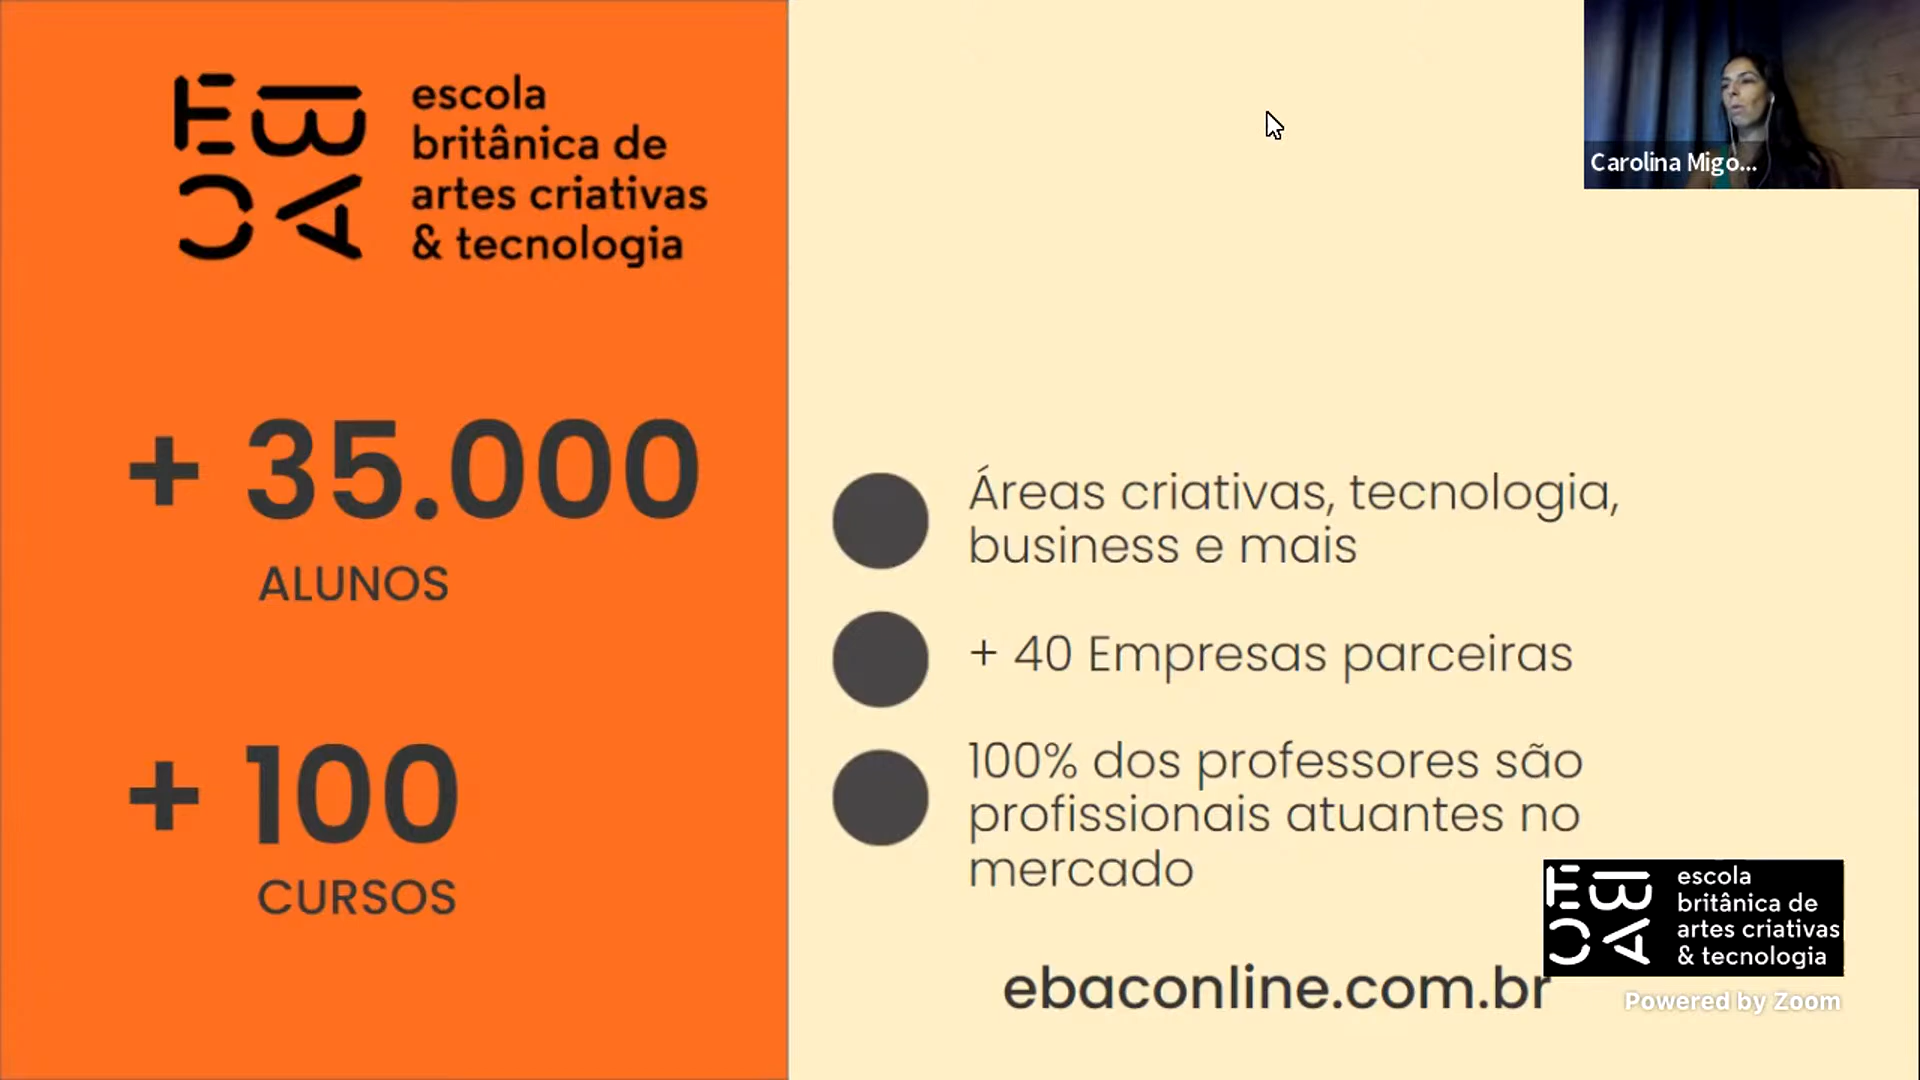 EBAC
escola
britânica de
artes criativas
& tecnologia
+ 35.000
ALUNOS
+ 100
CURSOS
Carolina Migo...
Áreas criativas, tecnologia,
business e mais
+ 40 Empresas parceiras
100% dos professores são
profissionais atuantes no
mercado
ebaconline.com.br
EBAC
escola
britânica de
artes criativas
& tecnologia
Powered by Zoom